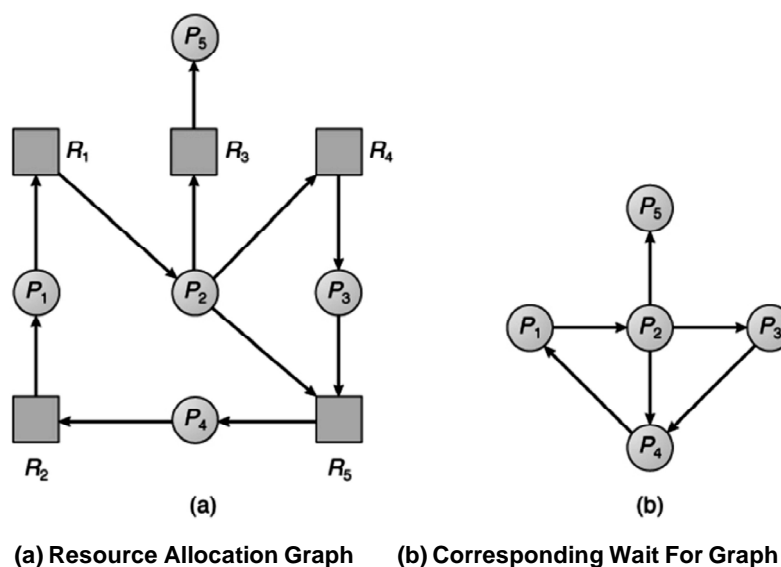 P5
R1
R3
R4
P1
P2
P3
P4
R2
R5
(a)
P5
P1
P2
P3
P4
(b)
(a) Resource Allocation Graph
(b) Corresponding Wait For Graph